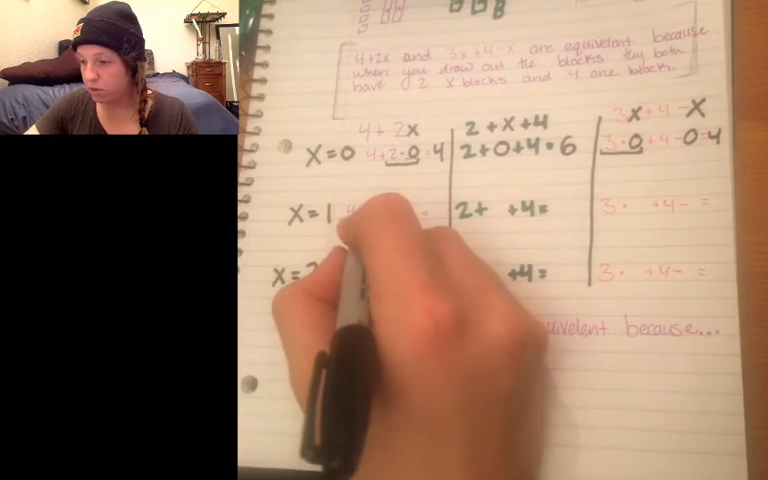 4+2x and 3x+4-x are equivelent because
when you draw out the blocks they both
have 2 x blocks and 4 one block.
4+2x 2+x+4 3x+4-x
x=0 4+2·0=4 2+0+4=6 3·0+4-0=4
x=1 = 2+ +4= 3· +4- =
x= +4= 3· +4- =
because...